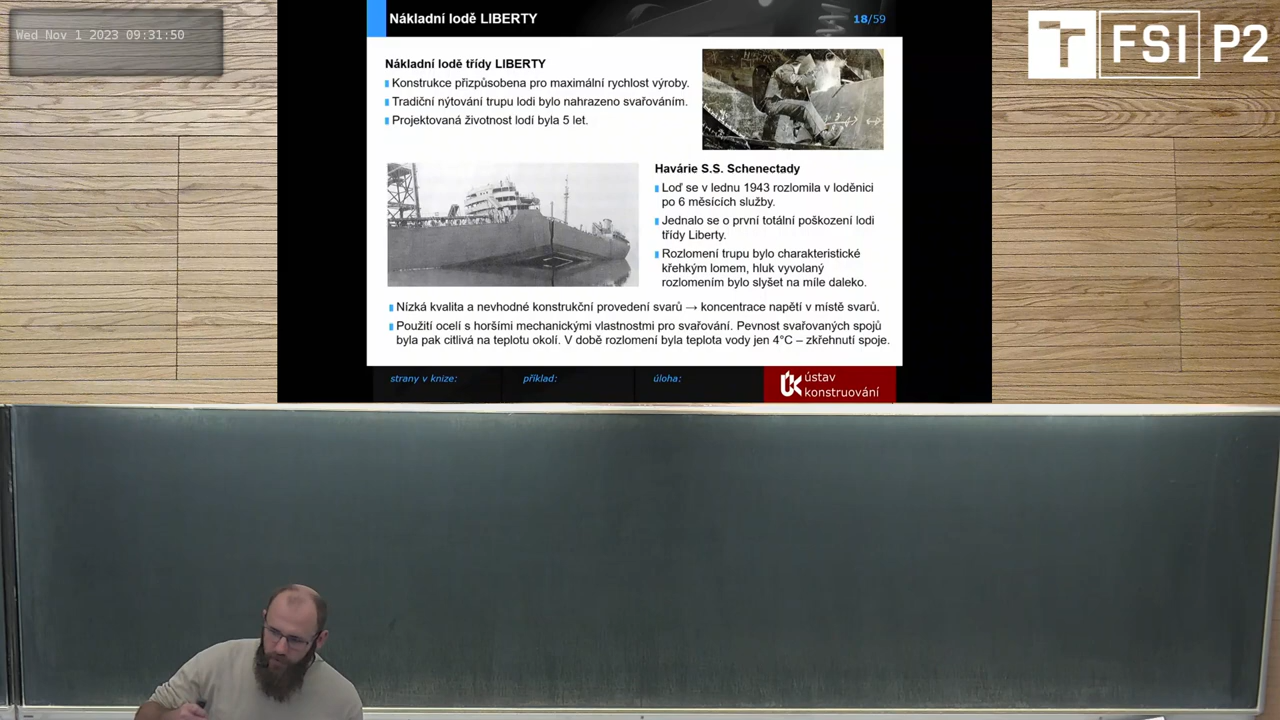 Wed Nov 1 2023 09:31:50
Nákladní lodě LIBERTY
18/59
FSI P2
Nákladní lodě třídy LIBERTY
Konstrukce přizpůsobena pro maximální rychlost výroby.
Tradiční nýtování trupu lodi bylo nahrazeno svařováním.
Projektovaná životnost lodí byla 5 let.
Havárie S.S. Schenectady
Loď se v lednu 1943 rozlomila v loděnici
po 6 měsících služby.
Jednalo se o první totální poškození lodi
třídy Liberty.
Rozlomení trupu bylo charakteristické
křehkým lomem, hluk vyvolaný
rozlomením bylo slyšet na míle daleko.
Nízká kvalita a nevhodné konstrukční provedení svarů → koncentrace napětí v místě svarů.
Použití ocelí s horšími mechanickými vlastnostmi pro svařování. Pevnost svařovaných spojů
byla pak citlivá na teplotu okolí. V době rozlomení byla teplota vody jen 4°C – zkřehnutí spoje.
strany v knize:
příklad:
úloha:
ústav
konstruování